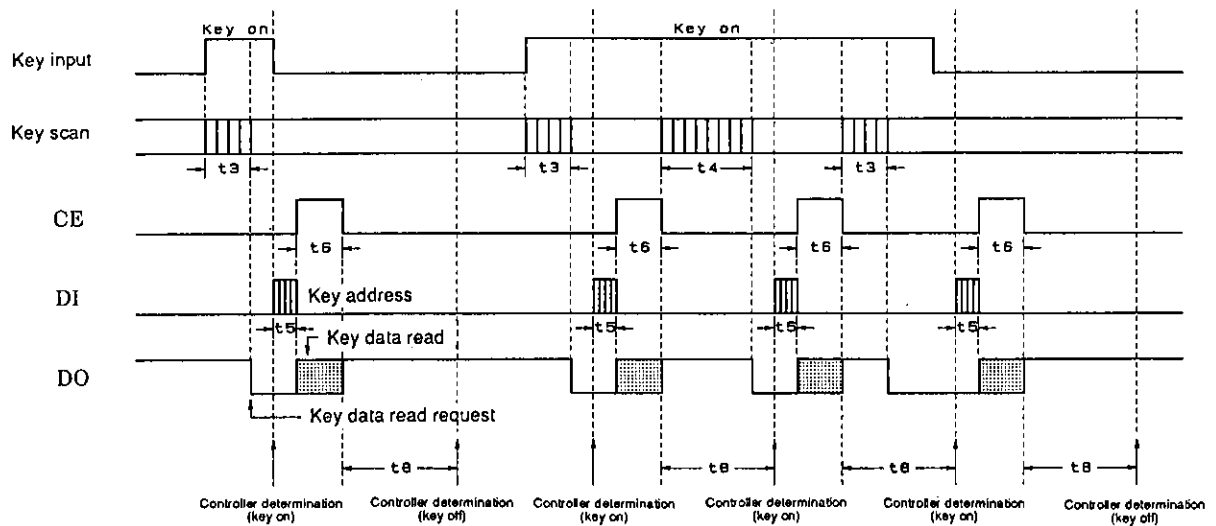 Key on
Key on
Key input
Key scan
t3
t3
t4
t3
CE
t6
t6
t6
t6
DI
Key address
t5
t5
t5
t5
Key data read
DO
Key data read request
t8
t8
t8
t8
Controller determination
(key on)
Controller determination
(key off)
Controller determination
(key on)
Controller determination
(key on)
Controller determination
(key on)
Controller determination
(key off)